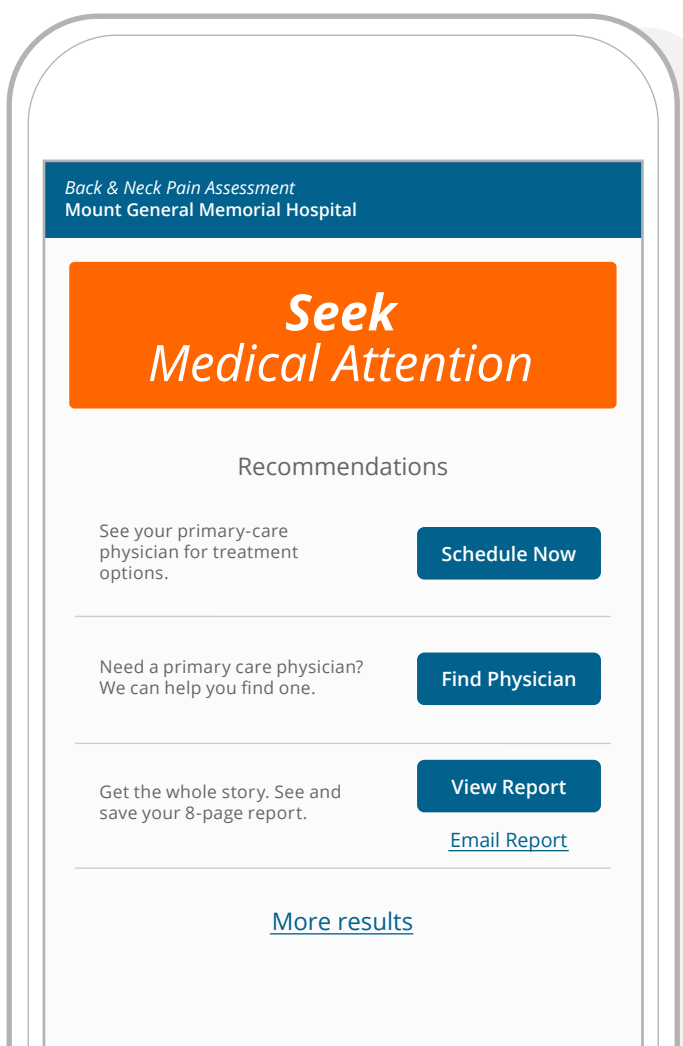 Back & Neck Pain Assessment
Mount General Memorial Hospital
Seek
Medical Attention
Recommendations
See your primary-care
physician for treatment
options.
Schedule Now
Need a primary care physician?
We can help you find one.
Find Physician
Get the whole story. See and
save your 8-page report.
View Report
Email Report
More results